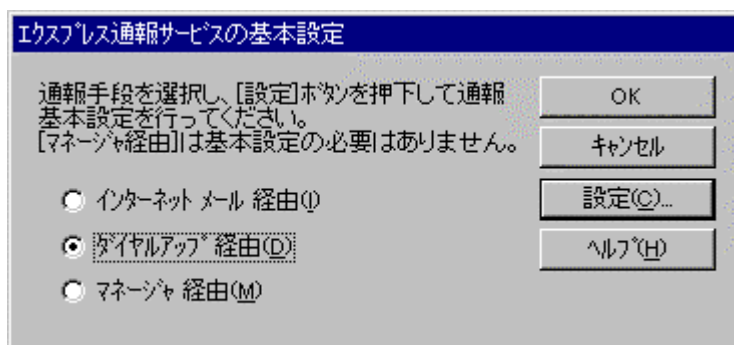 ｴｸｽﾌﾟﾚｽ通報ｻｰﾋﾞｽの基本設定
通報手段を選択し、[設定]ﾎﾞﾀﾝを押下して通報
基本設定を行ってください。
[ﾏﾈｰｼﾞｬ経由]は基本設定の必要はありません。
ｲﾝﾀｰﾈｯﾄ ﾒｰﾙ 経由(I)
ﾀﾞｲﾔﾙｱｯﾌﾟ 経由(D)
ﾏﾈｰｼﾞｬ 経由(M)
OK
ｷｬﾝｾﾙ
設定(C)...
ﾍﾙﾌﾟ(H)